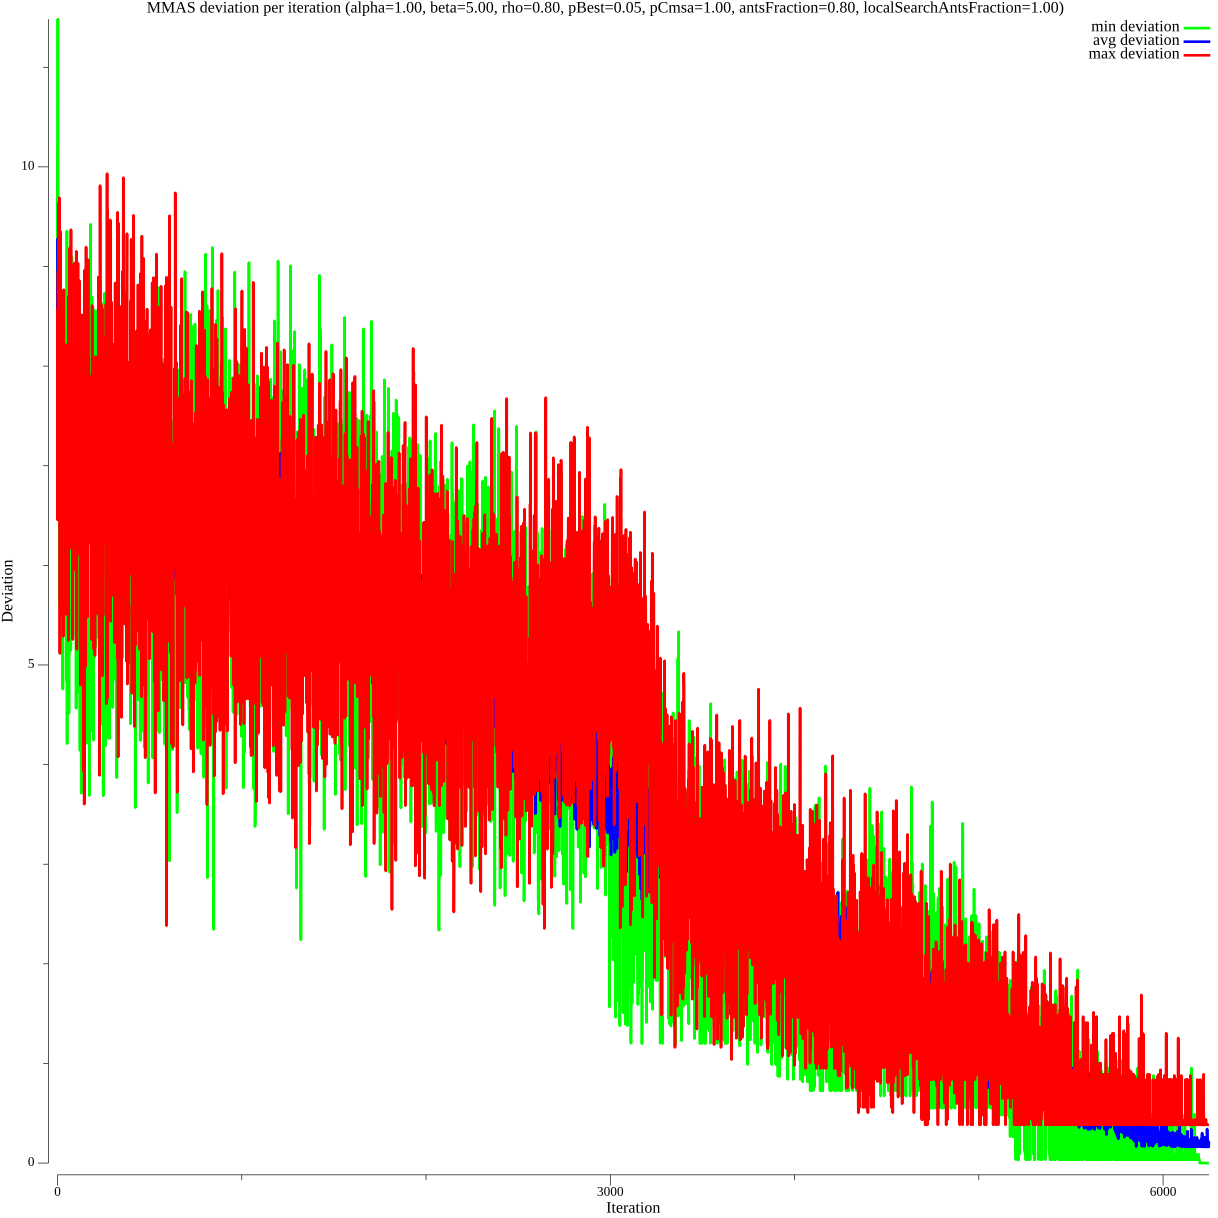 MMAS deviation per iteration (alpha=1.00, beta=5.00, rho=0.80, pBest=0.05, pCmsa=1.00, antsFraction=0.80, localSearchAntsFraction=1.00)
min deviation
avg deviation
max deviation
10
5
0
Deviation
0
3000
6000
Iteration